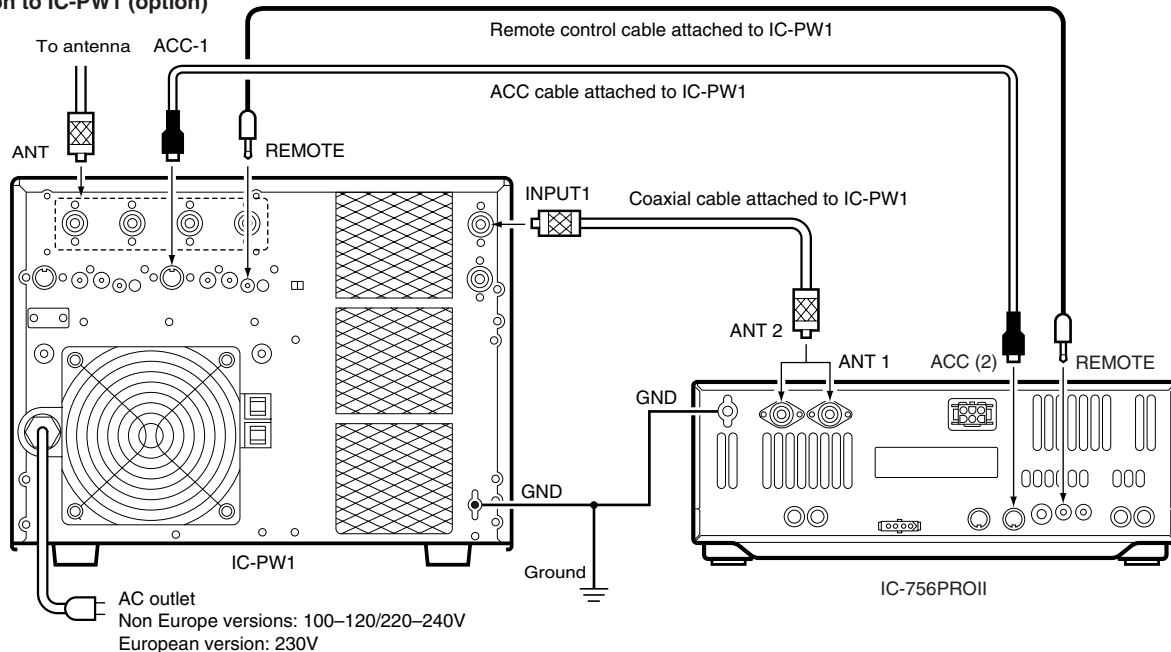 on to IC-PW1 (option)
Remote control cable attached to IC-PW1
To antenna
ACC-1
ACC cable attached to IC-PW1
ANT
REMOTE
INPUT1
Coaxial cable attached to IC-PW1
ANT 2
ANT 1
ACC (2)
REMOTE
GND
GND
IC-PW1
Ground
IC-756PROII
AC outlet
Non Europe versions: 100–120/220–240V
European version: 230V